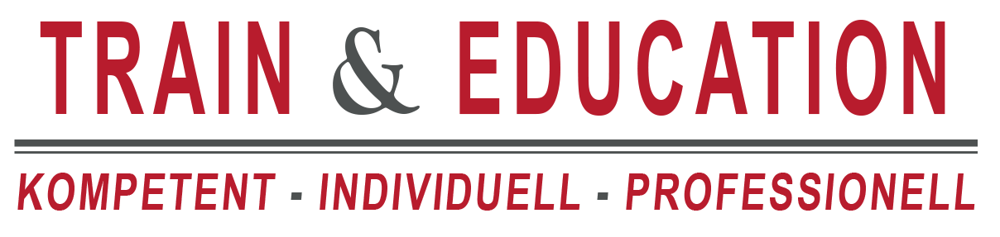 TRAIN & EDUCATION
KOMPETENT - INDIVIDUELL - PROFESSIONELL